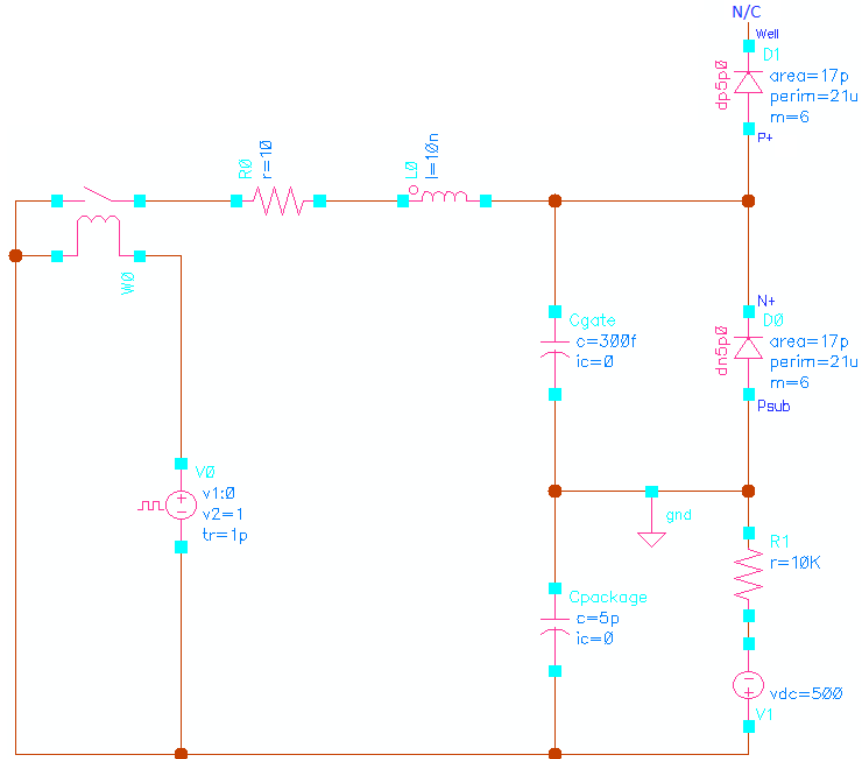 N/C
Well
D1
dp5p0
area=17p
perim=21u
m=6
P+
R0
r=10
L0
l=10n
W0
N+
Cgate
c=300f
ic=0
D0
dn5p0
area=17p
perim=21u
m=6
Psub
V0
v1:0
v2=1
tr=1p
gnd
R1
r=10K
Cpackage
c=5p
ic=0
vdc=500
V1